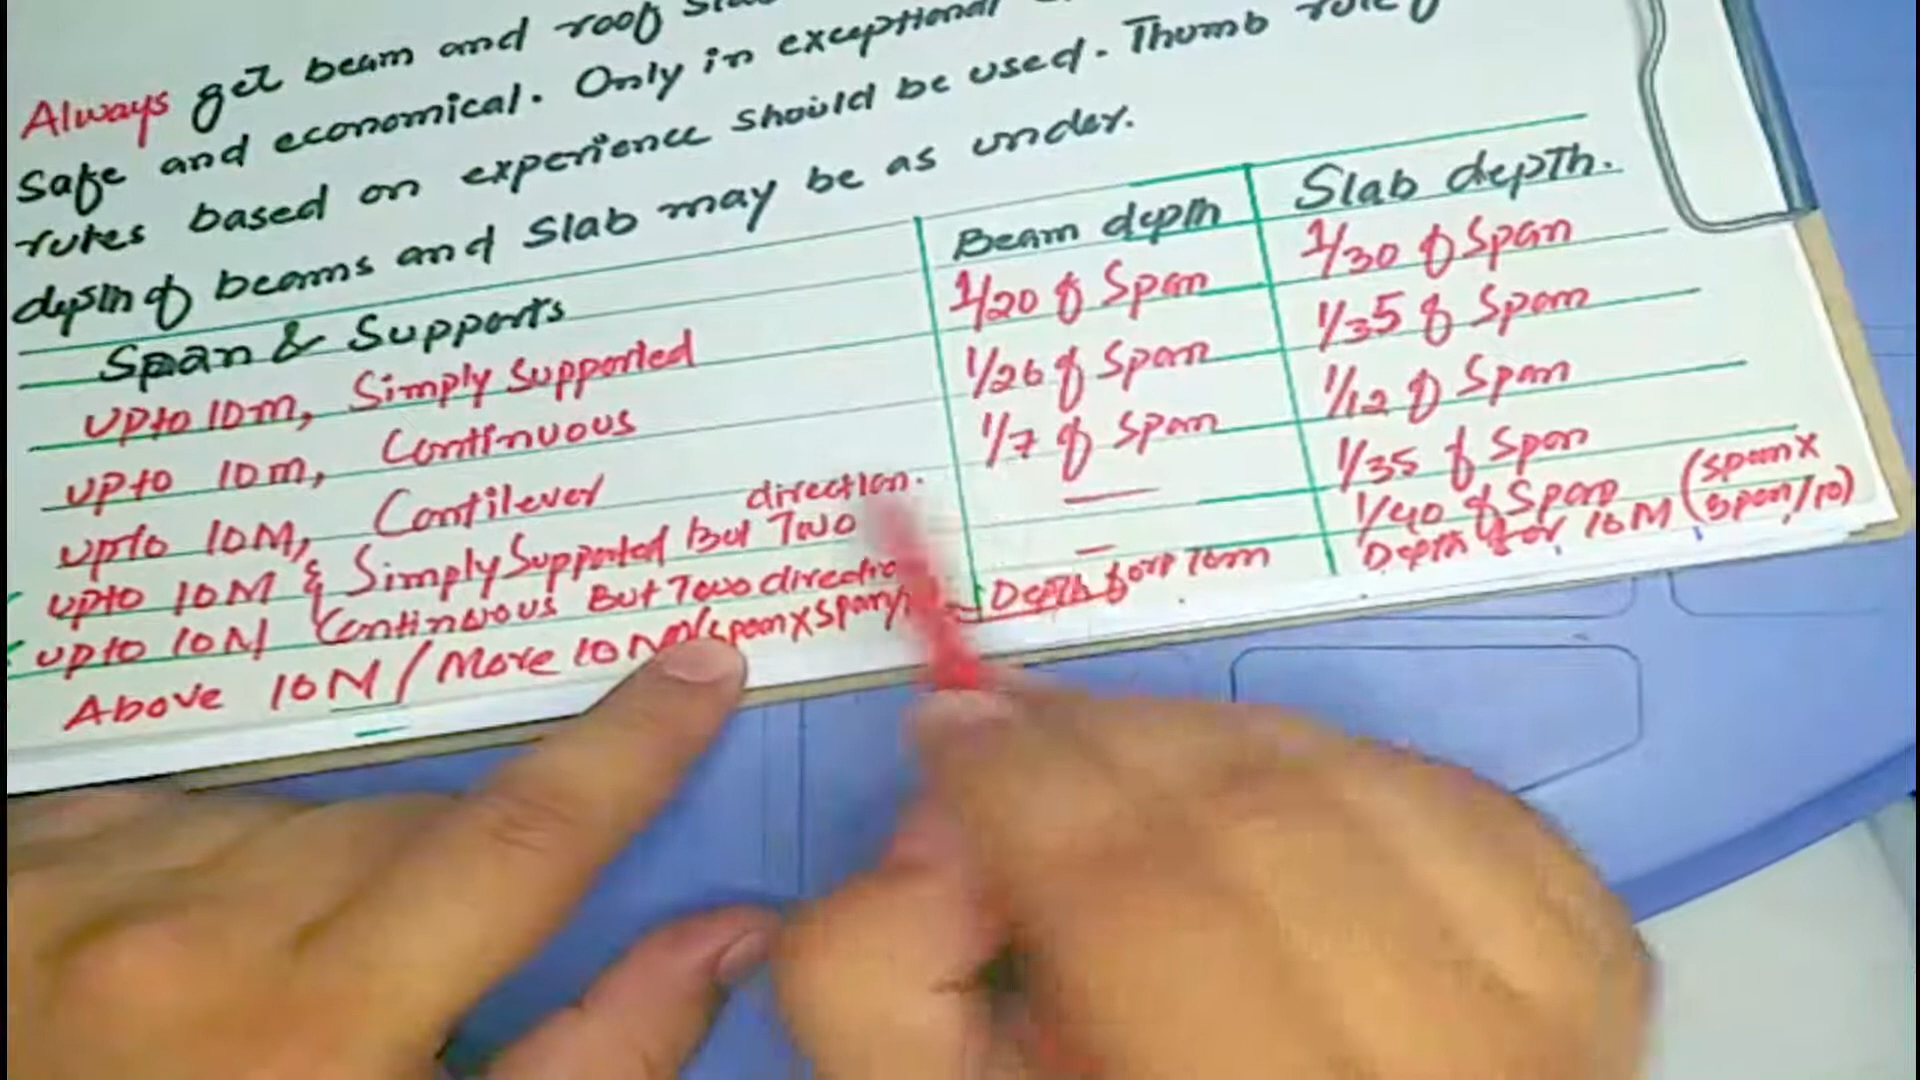 Always get beam and roof
Safe and economical. Only in exceptional
rules based on experience should be used. Thumb rule
depth of beams and Slab may be as under.
Span & Supports Beam depth Slab depth.
upto 10m, Simply Supported 1/20 of Span 1/30 of Span
upto 10m, Continuous 1/26 of Span 1/35 of Span
upto 10M, Cantilever 1/7 of Span 1/12 of Span
upto 10M & Simply Supported But Two direction. — 1/35 of Span
upto 10M Continuous But Two directio — 1/40 of Span
Above 10M / More 10M (span x span/ Depth for 10m Depth for 10M (span x span/10)